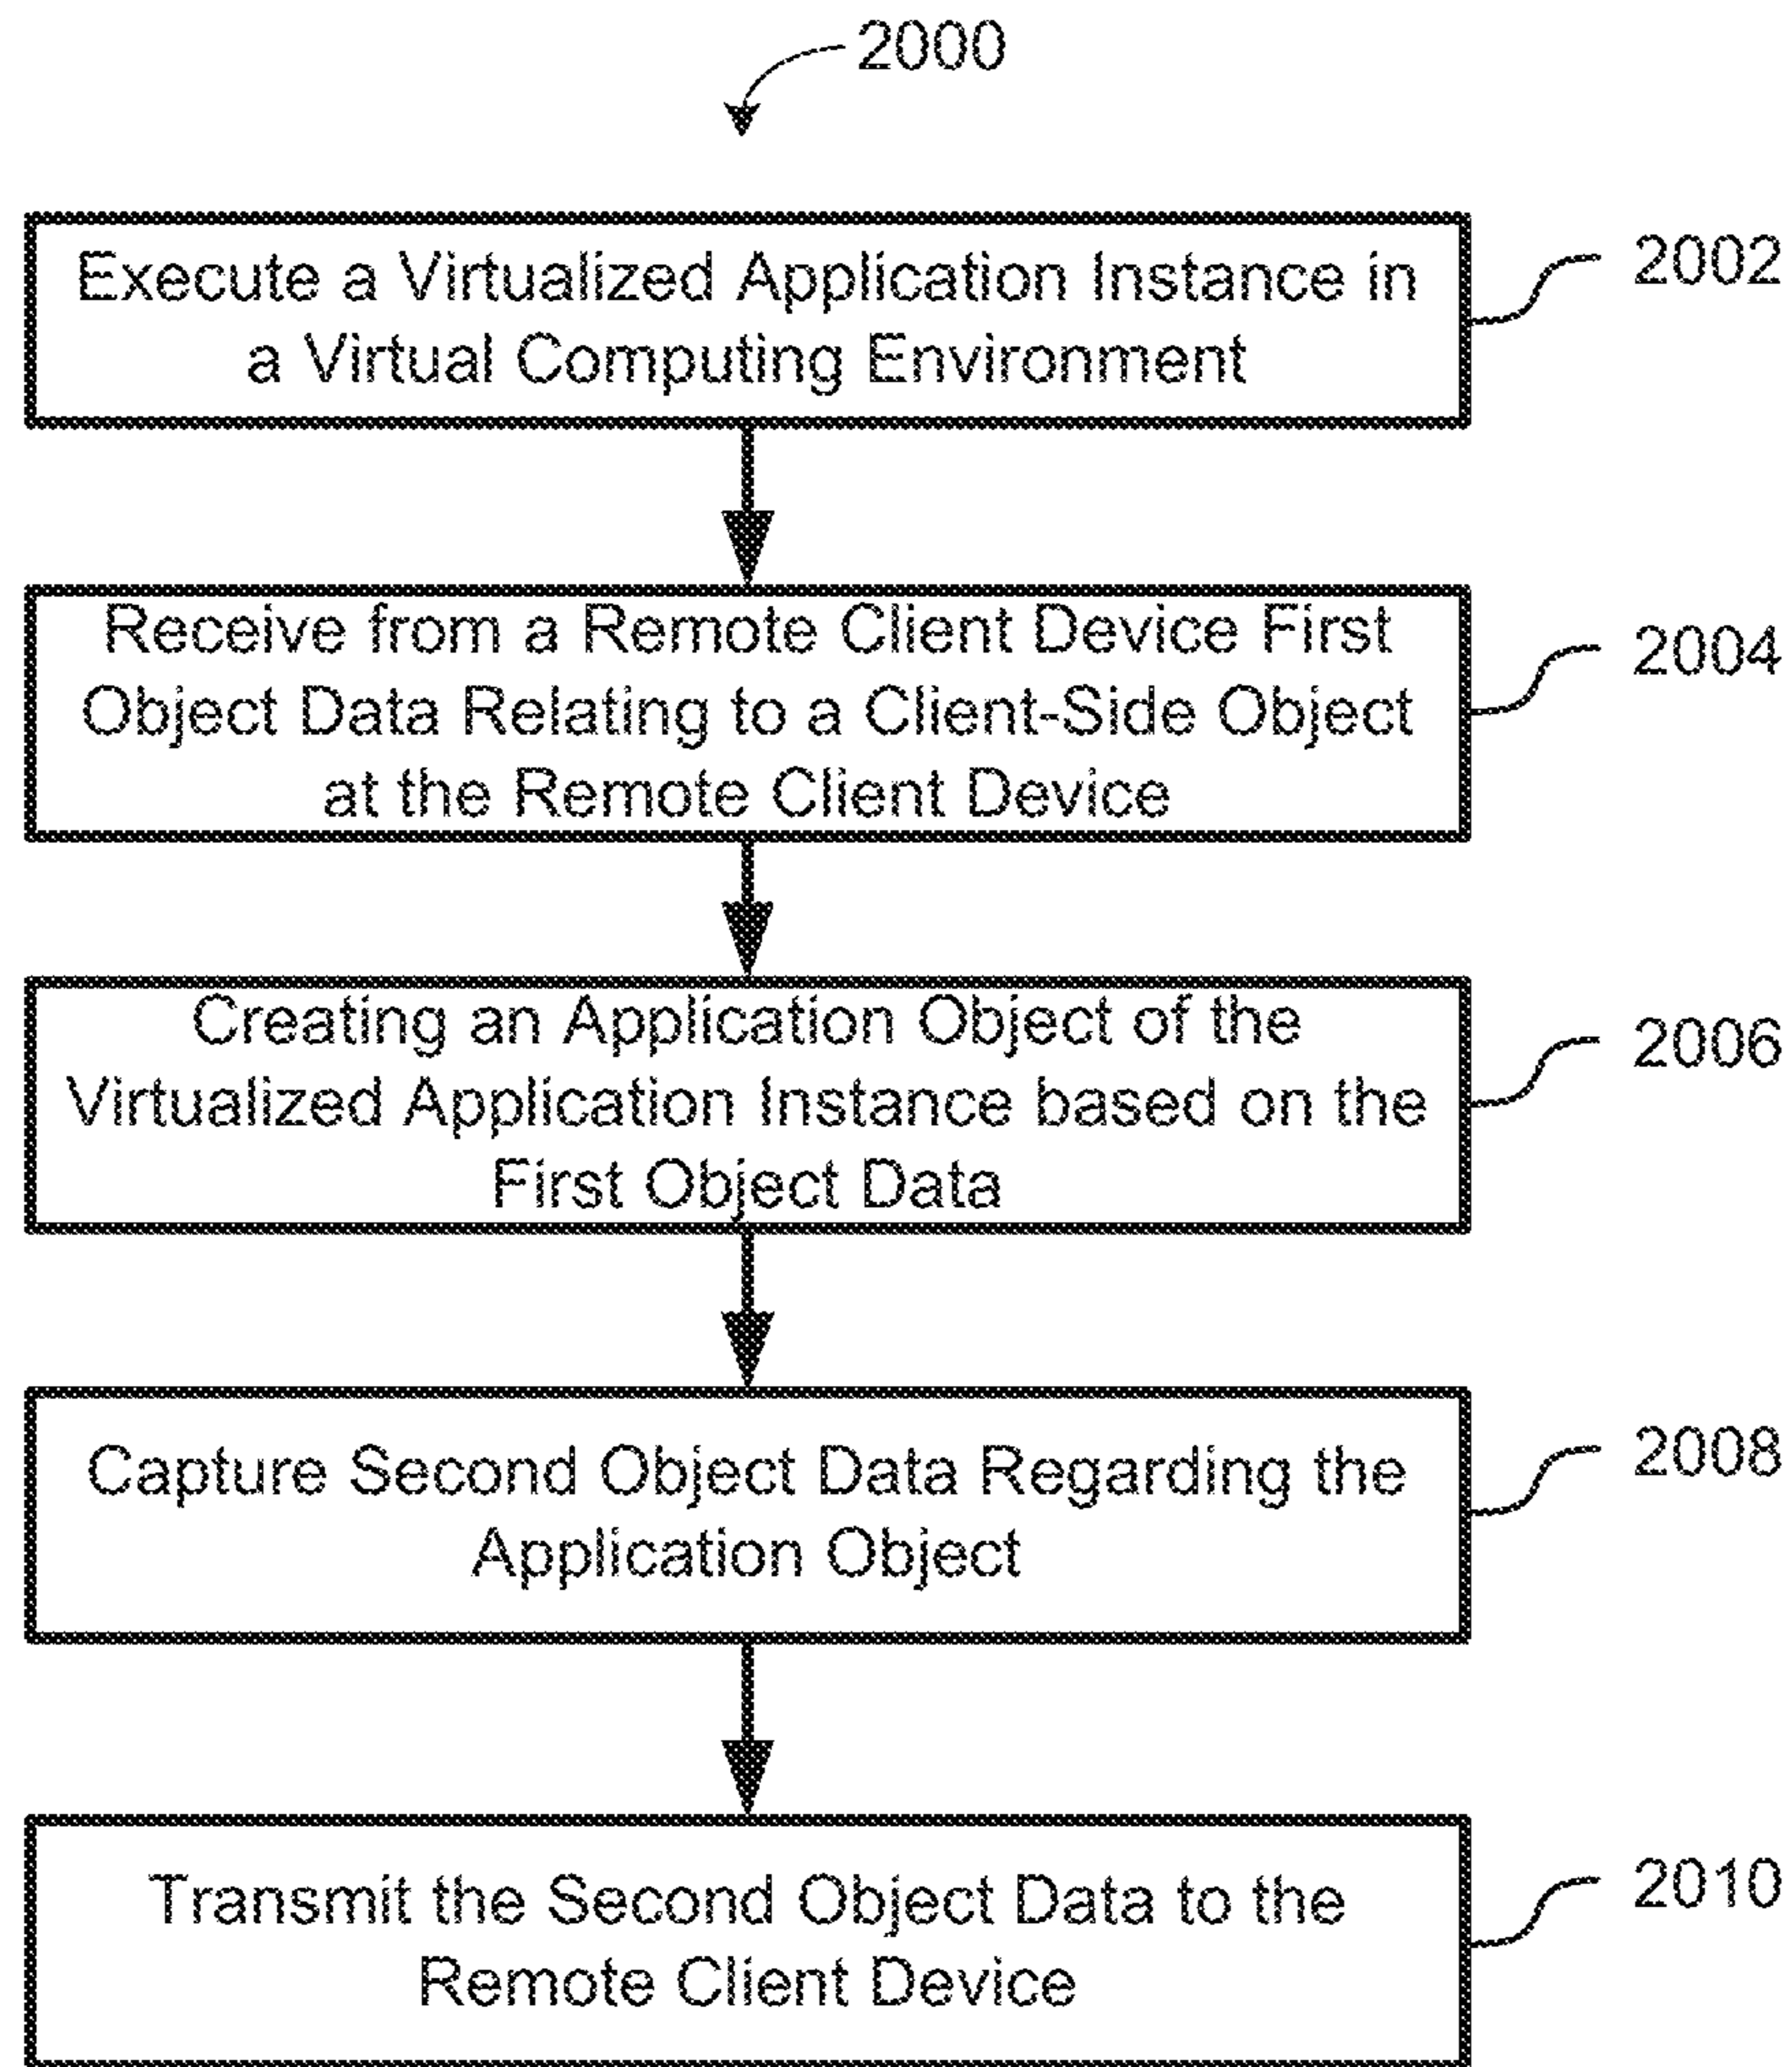 2000
Execute a Virtualized Application Instance in
a Virtual Computing Environment
2002
Receive from a Remote Client Device First
Object Data Relating to a Client-Side Object
at the Remote Client Device
2004
Creating an Application Object of the
Virtualized Application Instance based on the
First Object Data
2006
Capture Second Object Data Regarding the
Application Object
2008
Transmit the Second Object Data to the
Remote Client Device
2010